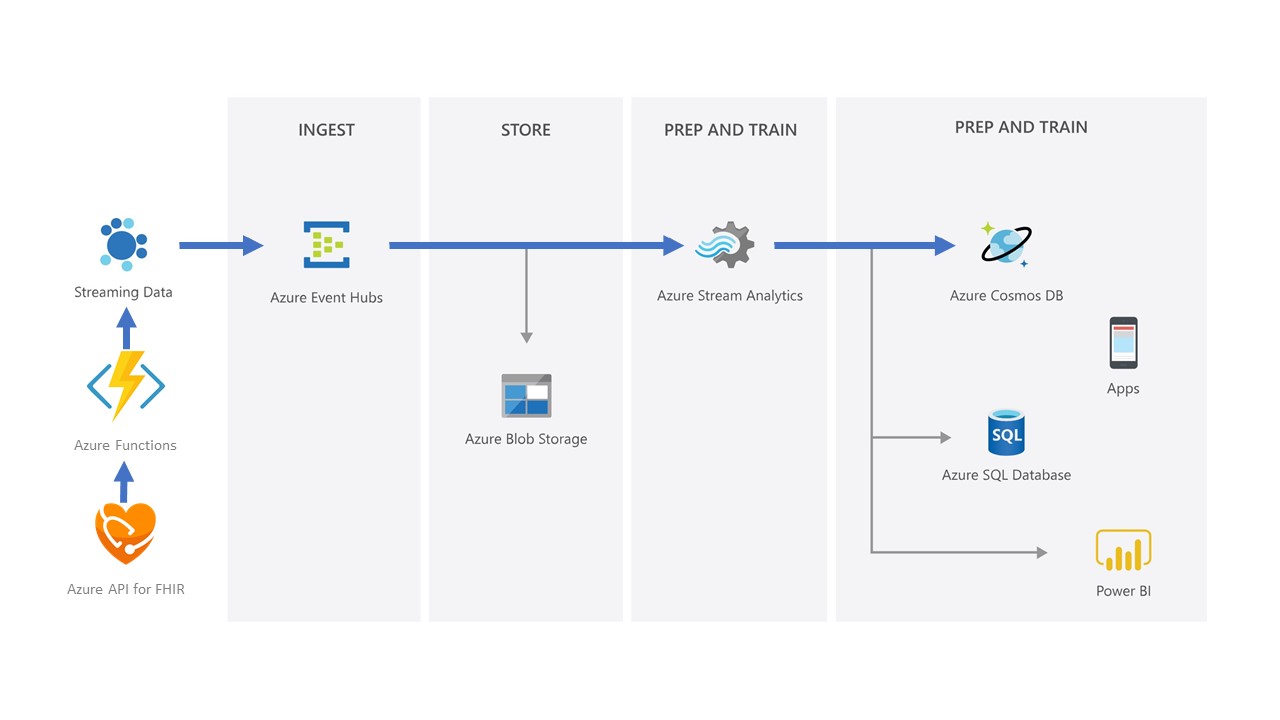 INGEST
STORE
PREP AND TRAIN
PREP AND TRAIN
Streaming Data
Azure Event Hubs
Azure Stream Analytics
Azure Cosmos DB
Apps
Azure Functions
Azure Blob Storage
SQL
Azure SQL Database
Azure API for FHIR
Power BI